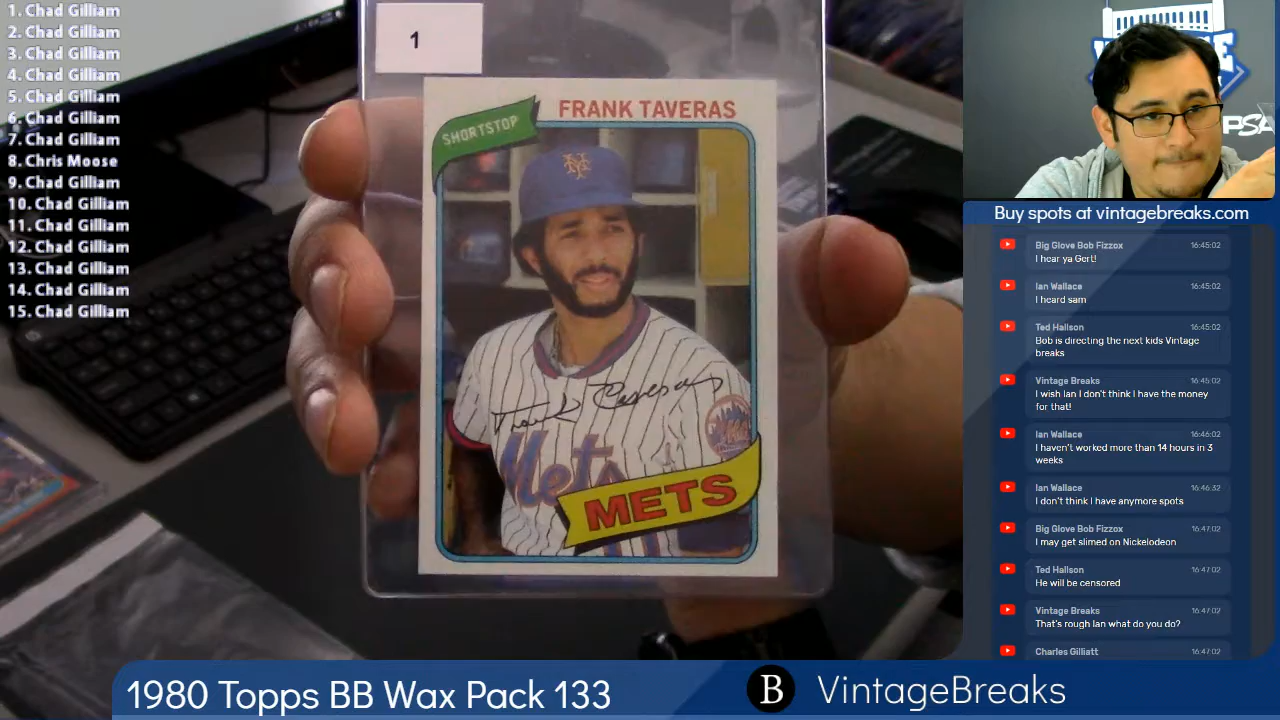 1. Chad Gilliam
2. Chad Gilliam
3. Chad Gilliam
4. Chad Gilliam
5. Chad Gilliam
6. Chad Gilliam
7. Chad Gilliam
8. Chris Moose
9. Chad Gilliam
10. Chad Gilliam
11. Chad Gilliam
12. Chad Gilliam
13. Chad Gilliam
14. Chad Gilliam
15. Chad Gilliam
1
SHORTSTOP
FRANK TAVERAS
NY
Frank Taveras
Mets
METS
PSA
Buy spots at vintagebreaks.com
Big Glove Bob Fizzox 16:45:02
I hear ya Gert!
Ian Wallace 16:45:02
I heard sam
Ted Hallson 16:45:02
Bob is directing the next kids Vintage
breaks
Vintage Breaks 16:45:02
I wish Ian I don't think I have the money
for that!
Ian Wallace 16:46:02
I haven't worked more than 14 hours in 3
weeks
Ian Wallace 16:46:32
I don't think I have anymore spots
Big Glove Bob Fizzox 16:47:02
I may get slimed on Nickelodeon
Ted Hallson 16:47:02
He will be censored
Vintage Breaks 16:47:02
That's rough Ian what do you do?
Charles Gilliatt 16:47:02
1980 Topps BB Wax Pack 133
B VintageBreaks